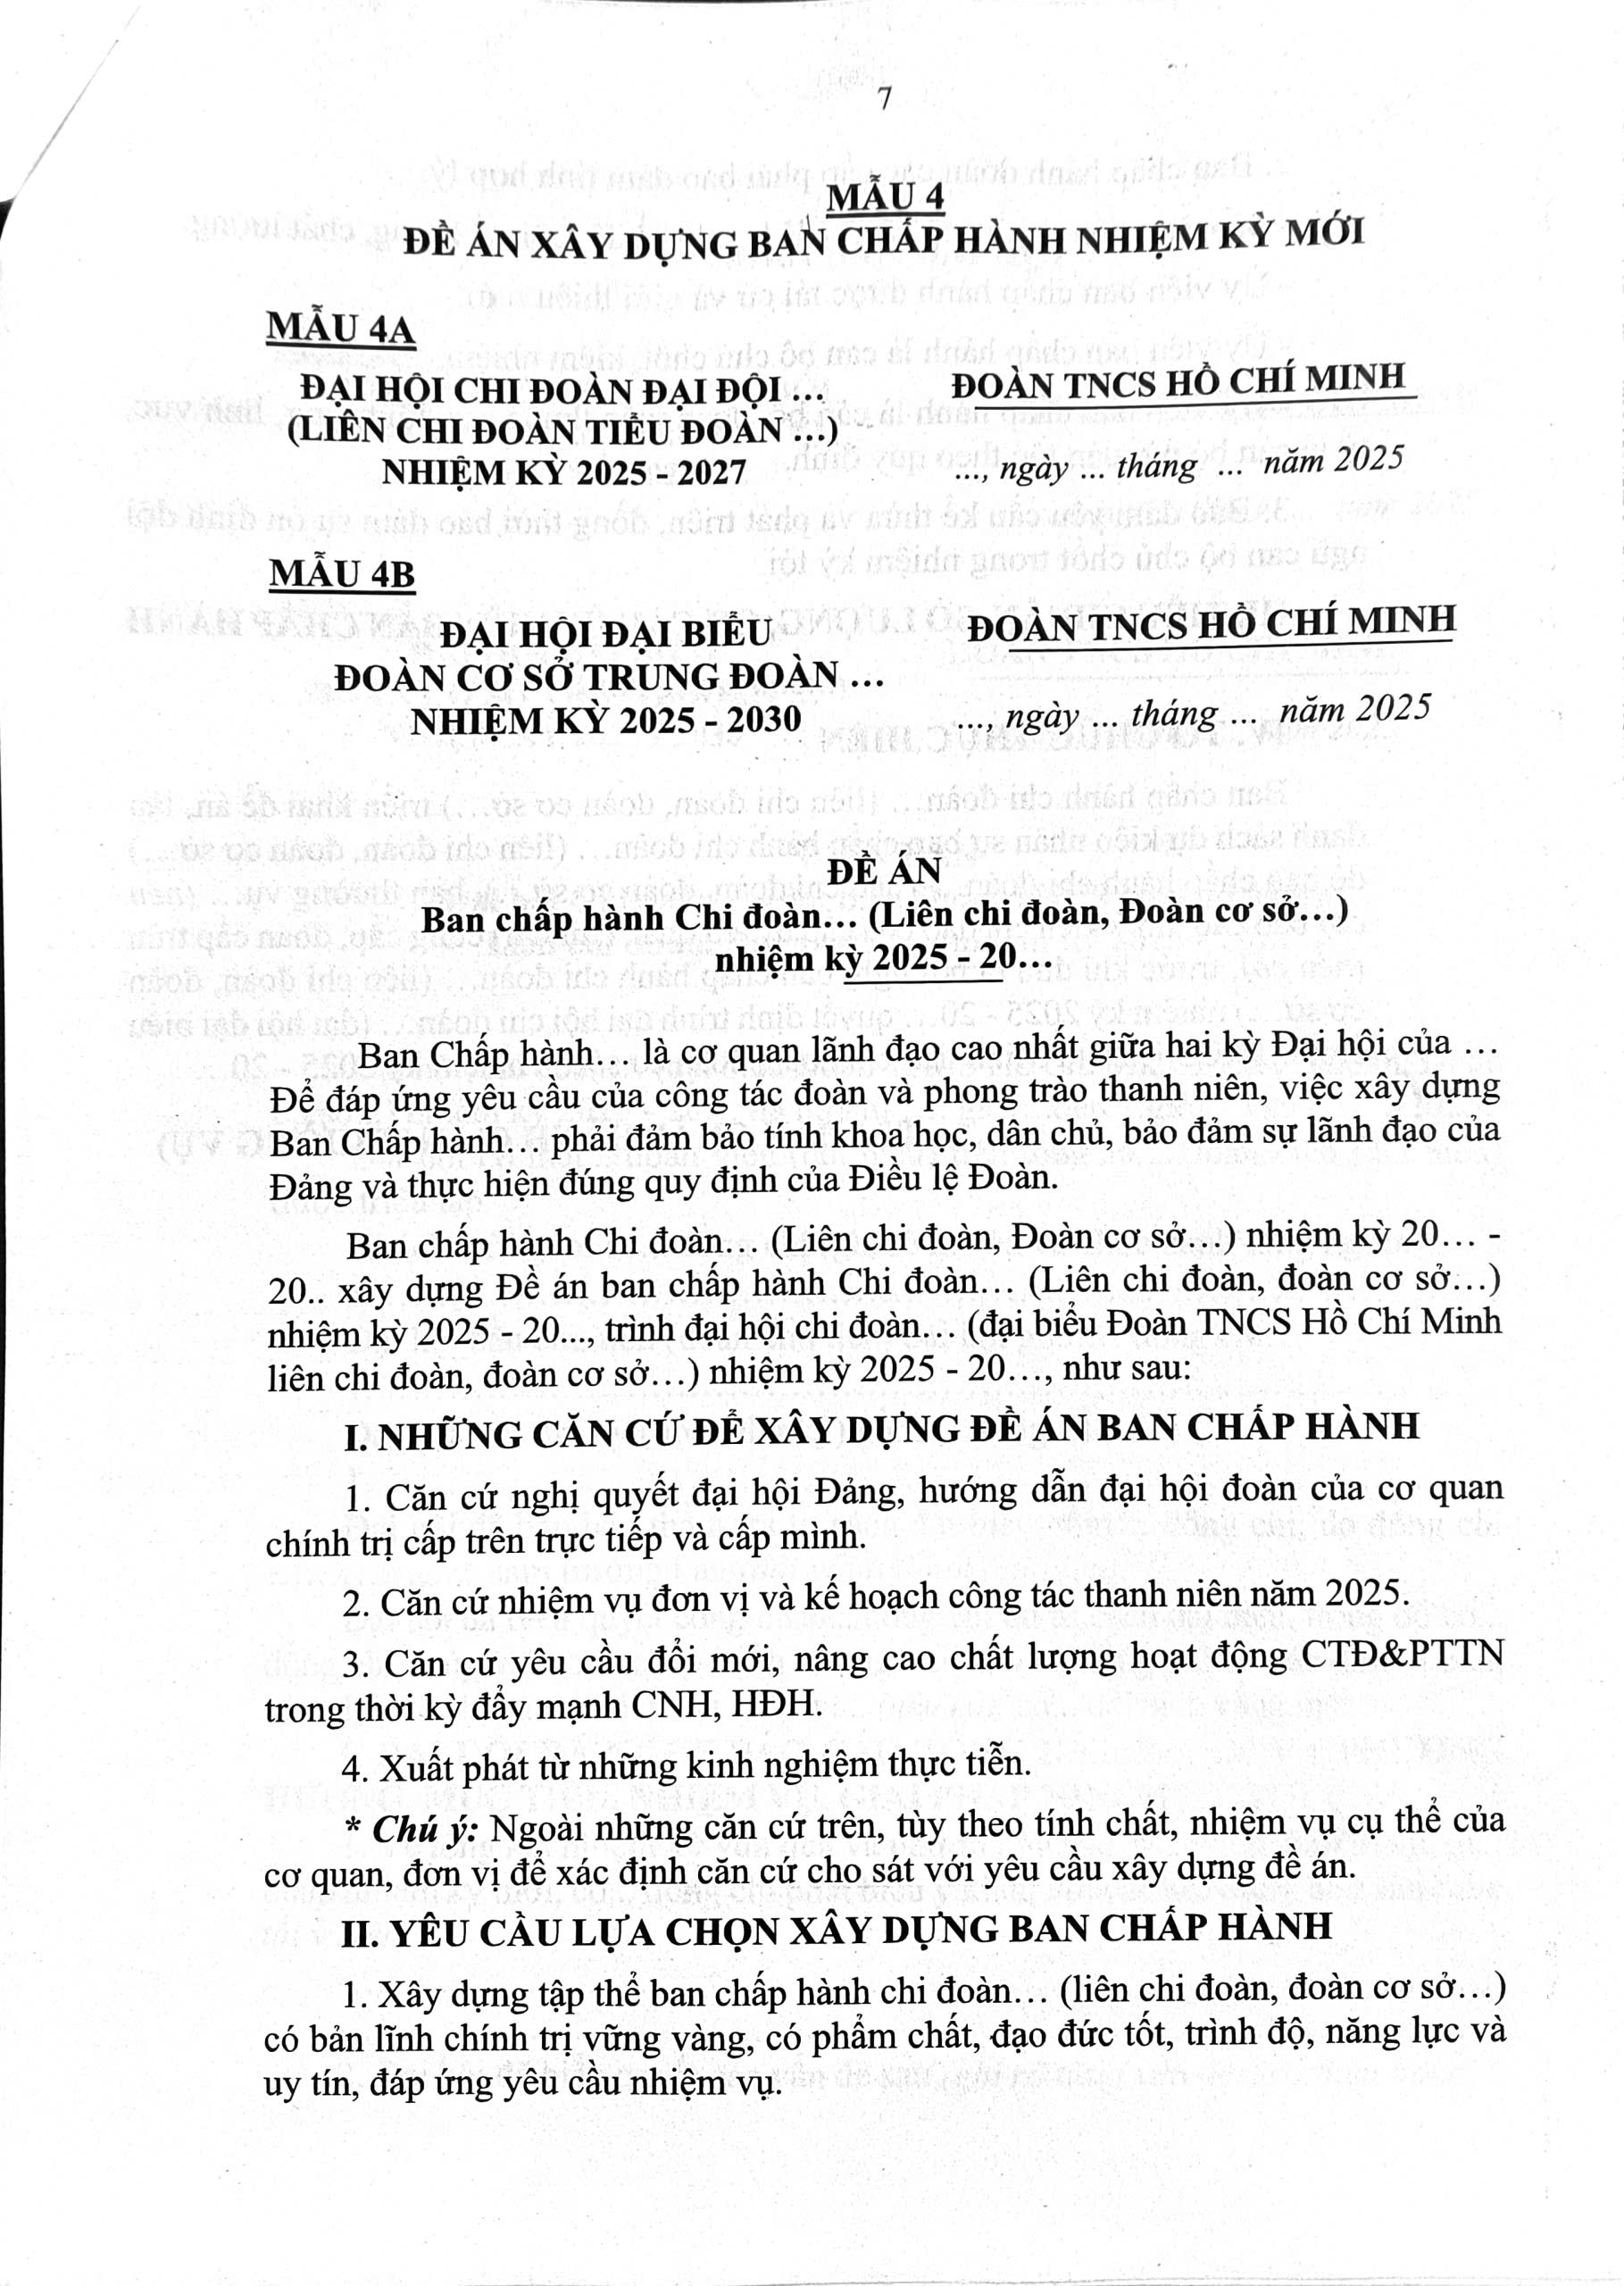 7
MẪU 4
ĐỀ ÁN XÂY DỰNG BAN CHẤP HÀNH NHIỆM KỲ MỚI
MẪU 4A
ĐẠI HỘI CHI ĐOÀN ĐẠI ĐỘI ...
(LIÊN CHI ĐOÀN TIỂU ĐOÀN ...)
NHIỆM KỲ 2025 - 2027
ĐOÀN TNCS HỒ CHÍ MINH
..., ngày ... tháng ... năm 2025
MẪU 4B
ĐẠI HỘI ĐẠI BIỂU
ĐOÀN CƠ SỞ TRUNG ĐOÀN ...
NHIỆM KỲ 2025 - 2030
ĐOÀN TNCS HỒ CHÍ MINH
..., ngày ... tháng ... năm 2025
ĐỀ ÁN
Ban chấp hành Chi đoàn... (Liên chi đoàn, Đoàn cơ sở...)
nhiệm kỳ 2025 - 20...
Ban Chấp hành... là cơ quan lãnh đạo cao nhất giữa hai kỳ Đại hội của ...
Để đáp ứng yêu cầu của công tác đoàn và phong trào thanh niên, việc xây dựng
Ban Chấp hành... phải đảm bảo tính khoa học, dân chủ, bảo đảm sự lãnh đạo của
Đảng và thực hiện đúng quy định của Điều lệ Đoàn.
Ban chấp hành Chi đoàn... (Liên chi đoàn, Đoàn cơ sở...) nhiệm kỳ 20... -
20.. xây dựng Đề án ban chấp hành Chi đoàn... (Liên chi đoàn, đoàn cơ sở...)
nhiệm kỳ 2025 - 20..., trình đại hội chi đoàn... (đại biểu Đoàn TNCS Hồ Chí Minh
liên chi đoàn, đoàn cơ sở...) nhiệm kỳ 2025 - 20..., như sau:
I. NHỮNG CĂN CỨ ĐỂ XÂY DỰNG ĐỀ ÁN BAN CHẤP HÀNH
1. Căn cứ nghị quyết đại hội Đảng, hướng dẫn đại hội đoàn của cơ quan
chính trị cấp trên trực tiếp và cấp mình.
2. Căn cứ nhiệm vụ đơn vị và kế hoạch công tác thanh niên năm 2025.
3. Căn cứ yêu cầu đổi mới, nâng cao chất lượng hoạt động CTĐ&PTTN
trong thời kỳ đẩy mạnh CNH, HĐH.
4. Xuất phát từ những kinh nghiệm thực tiễn.
* Chú ý: Ngoài những căn cứ trên, tùy theo tính chất, nhiệm vụ cụ thể của
cơ quan, đơn vị để xác định căn cứ cho sát với yêu cầu xây dựng đề án.
II. YÊU CẦU LỰA CHỌN XÂY DỰNG BAN CHẤP HÀNH
1. Xây dựng tập thể ban chấp hành chi đoàn... (liên chi đoàn, đoàn cơ sở...)
có bản lĩnh chính trị vững vàng, có phẩm chất, đạo đức tốt, trình độ, năng lực và
uy tín, đáp ứng yêu cầu nhiệm vụ.